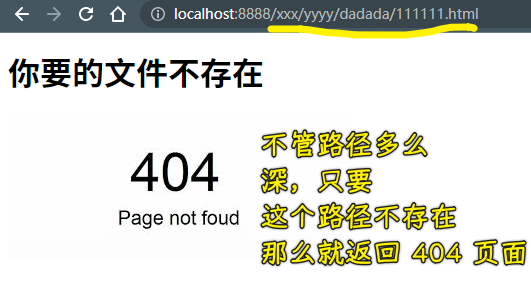 localhost:8888/xxx/yyyy/dadada/111111.html
你要的文件不存在
404
Page not foud
不管路径多么
深，只要
这个路径不存在
那么就返回 404 页面